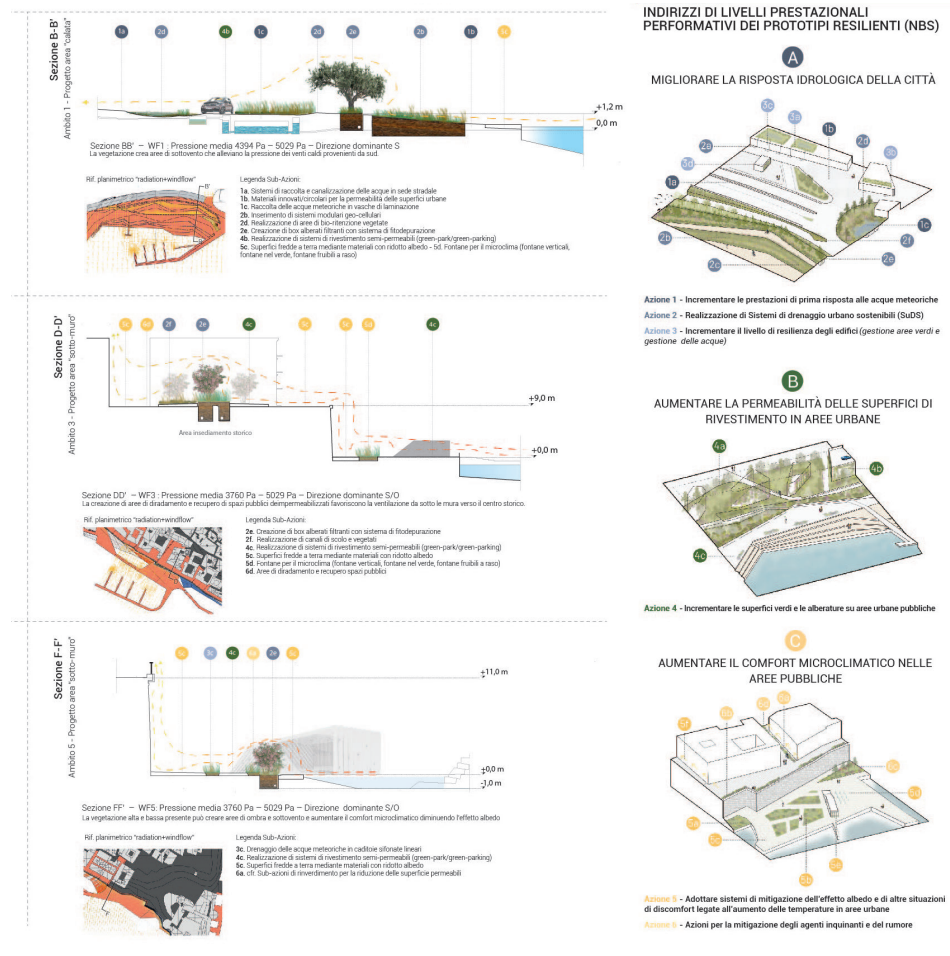 Sezione B-B'
Ambito 1 - Progetto area "calata"
1a 2d 4b 1c 2d 2e 2b 1b
+1,2 m
0,0 m
Sezione BB' – WF1 : Pressione media 4394 Pa – 5029 Pa – Direzione dominante S
La vegetazione crea aree di sottovento che alleviano la pressione dei venti caldi provenienti da sud.
Rif. planimetrico "radiation+windflow"
B'
Legenda Sub-Azioni:
1a. Sistemi di raccolta e canalizzazione delle acque in sede stradale
1b. Materiali innovati/circolari per la permeabilità delle superfici urbane
1c. Raccolta delle acque meteoriche in vasche di laminazione
2b. Inserimento di sistemi modulari geo-cellulari
2d. Realizzazione di aree di bio-ritenzione vegetate
2e. Creazione di box alberati filtranti con sistema di fitodepurazione
4b. Realizzazione di sistemi di rivestimento semi-permeabili (green-park/green-parking)
5c. Superfici fredde a terra mediante materiali con ridotto albedo - 5d. Fontane per il microclima (fontane verticali,
fontane nel verde, fontane fruibili a raso)
Sezione D-D'
Ambito 3 - Progetto area "sotto-muro"
5c 6d 2f 2e 4c 5c 5c 5d 4c
+9,0 m
+0,0 m
Area insediamento storico
Sezione DD' – WF3 : Pressione media 3760 Pa – 5029 Pa – Direzione dominante S/O
La creazione di aree di diradamento e recupero di spazi pubblici deimpermeabilizzati favoriscono la ventilazione da sotto le mura verso il centro storico.
Rif. planimetrico "radiation+windflow"
Legenda Sub-Azioni:
2e. Creazione di box alberati filtranti con sistema di fitodepurazione
2f. Realizzazione di canali di scolo e vegetati
4c. Realizzazione di sistemi di rivestimento semi-permeabili (green-park/green-parking)
5c. Superfici fredde a terra mediante materiali con ridotto albedo
5d. Fontane per il microclima (fontane verticali, fontane nel verde, fontane fruibili a raso)
6d. Aree di diradamento e recupero spazi pubblici
Sezione F-F'
Ambito 5 - Progetto area "sotto-muro"
3c 4c 2e
+11,0 m
+0,0 m
-1,0 m
Sezione FF' – WF5: Pressione media 3760 Pa – 5029 Pa – Direzione dominante S/O
La vegetazione alta e bassa presente può creare aree di ombra e sottovento e aumentare il comfort microclimatico diminuendo l'effetto albedo
Rif. planimetrico "radiation+windflow"
Legenda Sub-Azioni:
3c. Drenaggio delle acque meteoriche in caditoie sifonate lineari
4c. Realizzazione di sistemi di rivestimento semi-permeabili (green-park/green-parking)
5c. Superfici fredde a terra mediante materiali con ridotto albedo
6a. cfr. Sub-azioni di rinverdimento per la riduzione delle superficie permeabili
INDIRIZZI DI LIVELLI PRESTAZIONALI
PERFORMATIVI DEI PROTOTIPI RESILIENTI (NBS)
A
MIGLIORARE LA RISPOSTA IDROLOGICA DELLA CITTÀ
3c
3a
1b
2a
2d
3d
3b
1a
1c
2b
2f
2c
2e
Azione 1 - Incrementare le prestazioni di prima risposta alle acque meteoriche
Azione 2 - Realizzazione di Sistemi di drenaggio urbano sostenibili (SuDS)
Azione 3 - Incrementare il livello di resilienza degli edifici (gestione aree verdi e
gestione delle acque)
B
AUMENTARE LA PERMEABILITÀ DELLE SUPERFICI DI
RIVESTIMENTO IN AREE URBANE
4a
4b
4c
Azione 4 - Incrementare le superfici verdi e le alberature su aree urbane pubbliche
C
AUMENTARE IL COMFORT MICROCLIMATICO NELLE
AREE PUBBLICHE
5f
5d
5a
5c
5b
Azione 5 - Adottare sistemi di mitigazione dell'effetto albedo e di altre situazioni
di discomfort legate all'aumento delle temperature in aree urbane
Azione 6 - Azioni per la mitigazione degli agenti inquinanti e del rumore